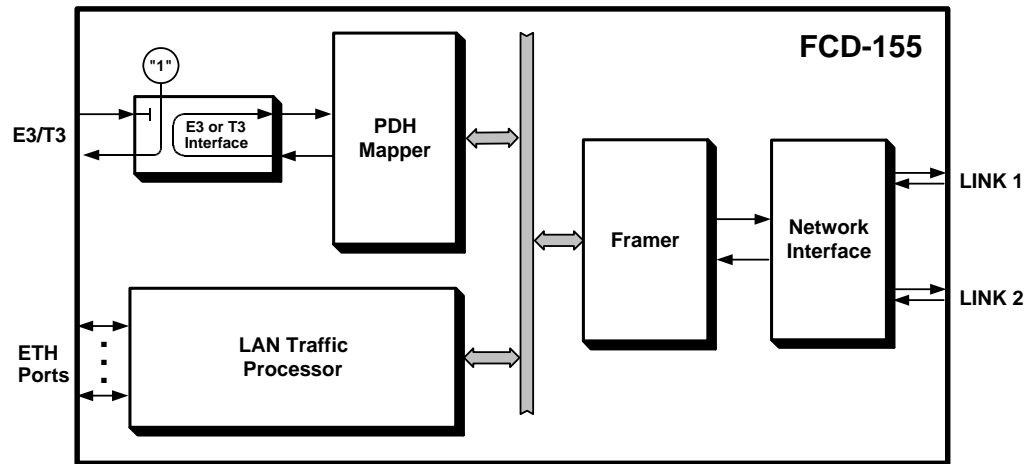 FCD-155
"1"
E3/T3
E3 or T3
Interface
PDH
Mapper
Framer
Network
Interface
LINK 1
LINK 2
ETH
Ports
LAN Traffic
Processor